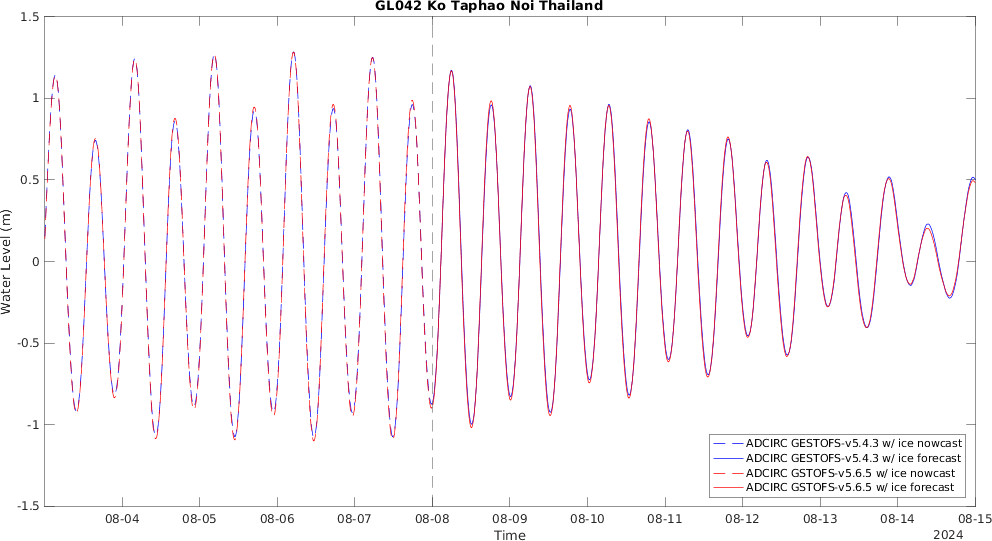 GL042 Ko Taphao Noi Thailand
1.5
1
0.5
0
-0.5
-1
-1.5
Water Level (m)
ADCIRC GESTOFS-v5.4.3 w/ ice nowcast
ADCIRC GESTOFS-v5.4.3 w/ ice forecast
ADCIRC GSTOFS-v5.6.5 w/ ice nowcast
ADCIRC GSTOFS-v5.6.5 w/ ice forecast
08-04 08-05 08-06 08-07 08-08 08-09 08-10 08-11 08-12 08-13 08-14 08-15
Time
2024